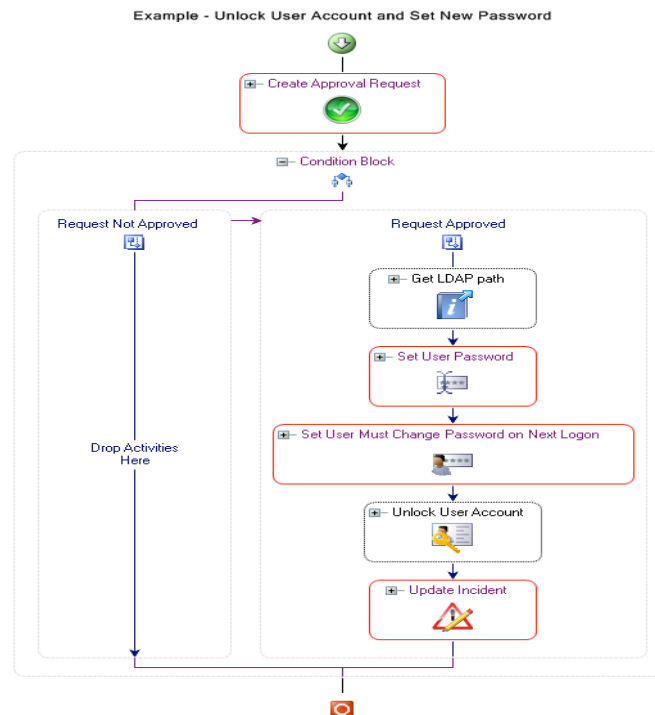 Example - Unlock User Account and Set New Password
Create Approval Request
Condition Block
Request Not Approved
Request Approved
Get LDAP path
Set User Password
Set User Must Change Password on Next Logon
Drop Activities
Here
Unlock User Account
Update Incident